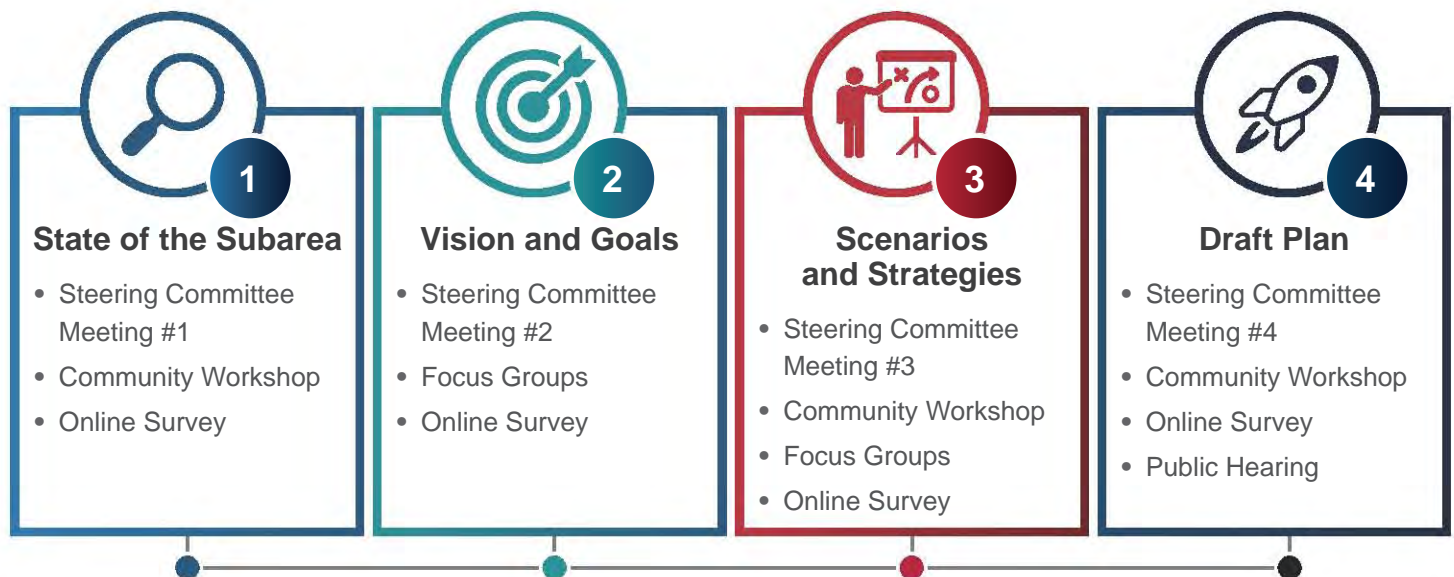 1
State of the Subarea
• Steering Committee
Meeting #1
• Community Workshop
• Online Survey
2
Vision and Goals
• Steering Committee
Meeting #2
• Focus Groups
• Online Survey
3
Scenarios
and Strategies
• Steering Committee
Meeting #3
• Community Workshop
• Focus Groups
• Online Survey
4
Draft Plan
• Steering Committee
Meeting #4
• Community Workshop
• Online Survey
• Public Hearing